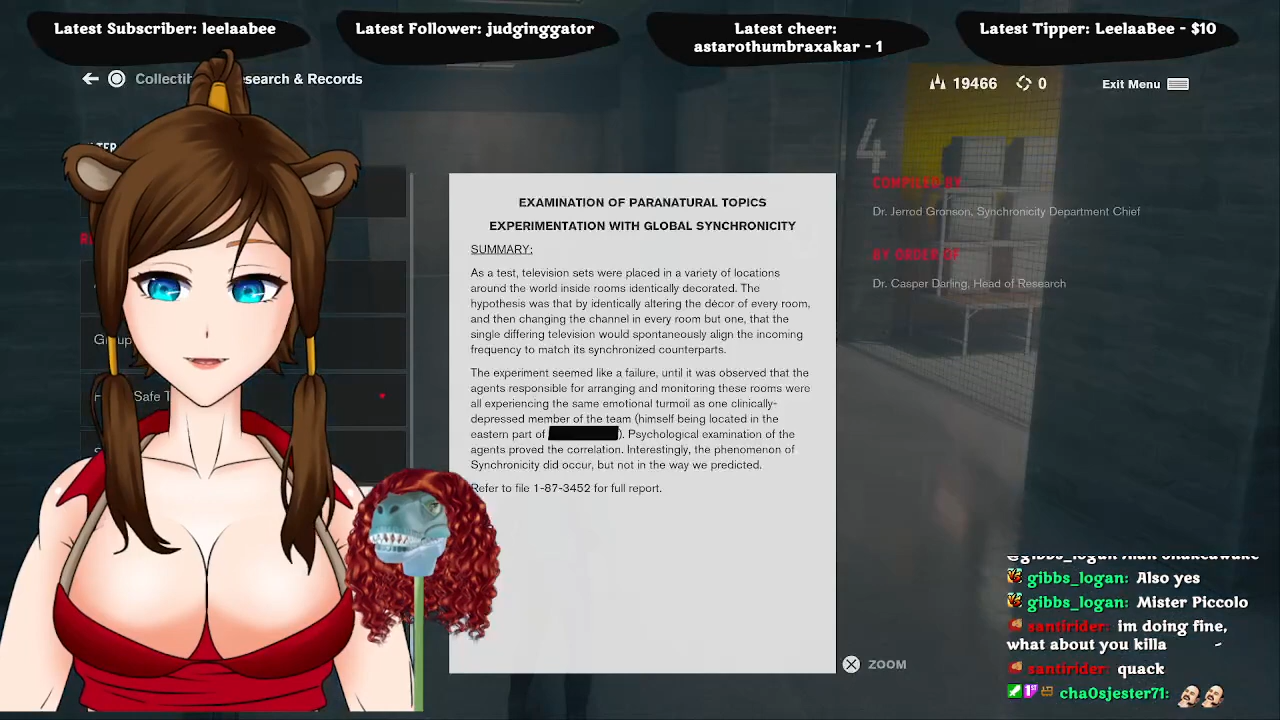 Latest Subscriber: leelaabee
Latest Follower: judginggator
Latest cheer:
astarothumbraxakar - 1
Latest Tipper: LeelaaBee - $10
esearch & Records
19466
0
Exit Menu
4
COMPILED BY
Dr. Jerrod Gronson, Synchronicity Department Chief
BY ORDER OF
Dr. Casper Darling, Head of Research
EXAMINATION OF PARANATURAL TOPICS
EXPERIMENTATION WITH GLOBAL SYNCHRONICITY
SUMMARY:
As a test, television sets were placed in a variety of locations
around the world inside rooms identically decorated. The
hypothesis was that by identically altering the décor of every room,
and then changing the channel in every room but one, that the
single differing television would spontaneously align the incoming
frequency to match its synchronized counterparts.
The experiment seemed like a failure, until it was observed that the
agents responsible for arranging and monitoring these rooms were
all experiencing the same emotional turmoil as one clinically-
depressed member of the team (himself being located in the
eastern part of ). Psychological examination of the
agents proved the correlation. Interestingly, the phenomenon of
Synchronicity did occur, but not in the way we predicted.
Refer to file 1-87-3452 for full report.
ZOOM
gibbs_logan: Also yes
gibbs_logan: Mister Piccolo
santirider: im doing fine,
what about you killa
santirider: quack
cha0sjester71: